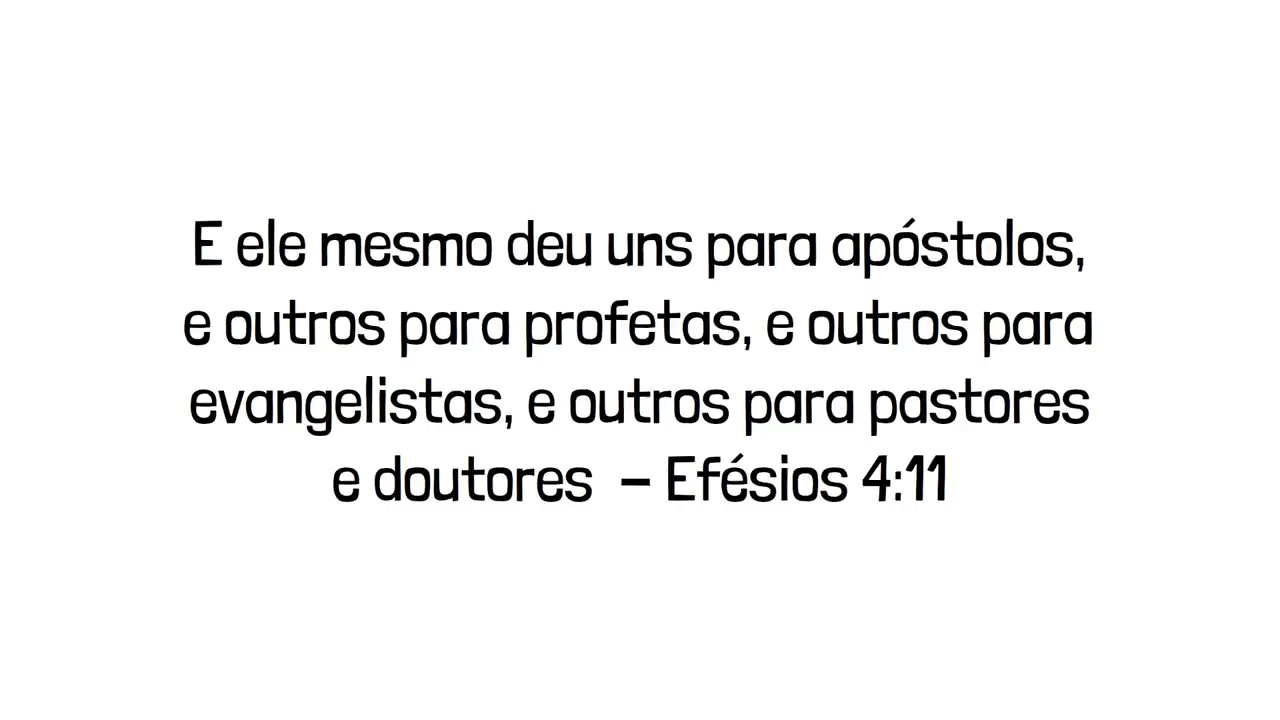 E ele mesmo deu uns para apóstolos,
e outros para profetas, e outros para
evangelistas, e outros para pastores
e doutores – Efésios 4:11